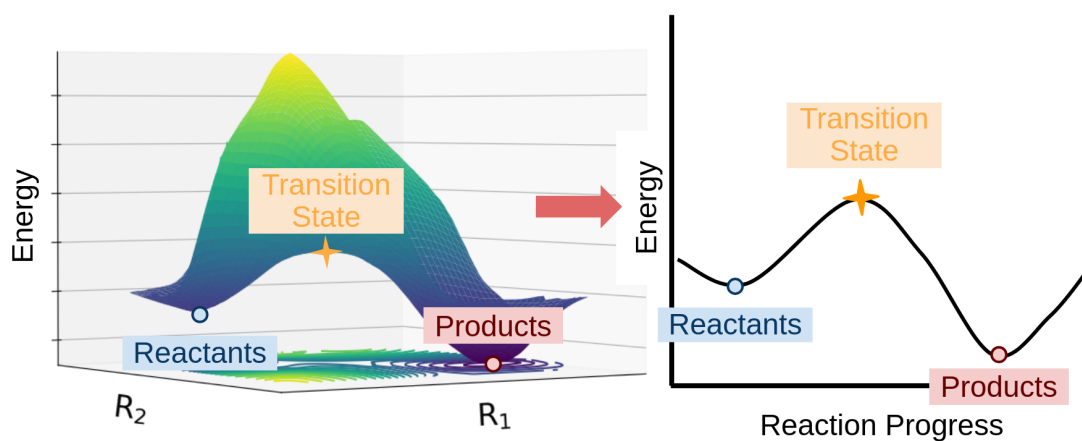 Energy
Transition
State
Reactants
Products
R2
R1
Energy
Transition
State
Reactants
Products
Reaction Progress